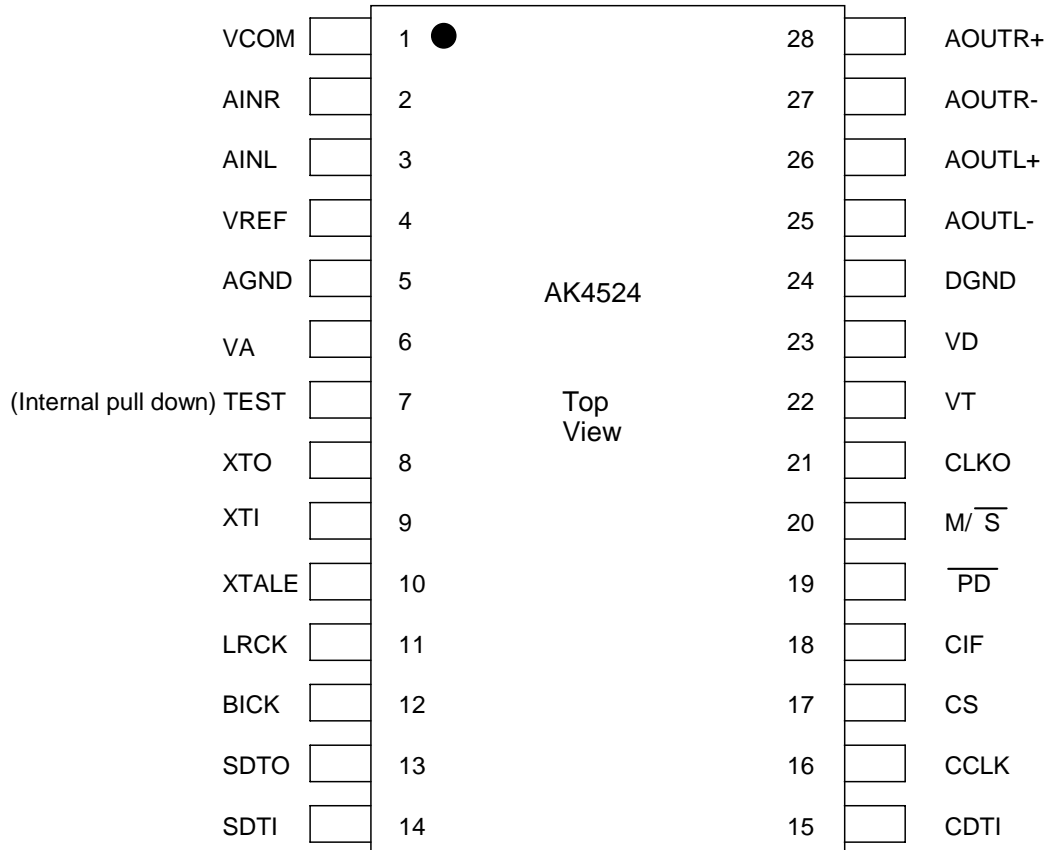 VCOM 1 28 AOUTR+
AINR 2 27 AOUTR-
AINL 3 26 AOUTL+
VREF 4 25 AOUTL-
AGND 5 AK4524 24 DGND
VA 6 23 VD
(Internal pull down) TEST 7 Top 22 VT
View
XTO 8 21 CLKO
XTI 9 20 M/S̅
XTALE 10 19 P̅D̅
LRCK 11 18 CIF
BICK 12 17 CS
SDTO 13 16 CCLK
SDTI 14 15 CDTI